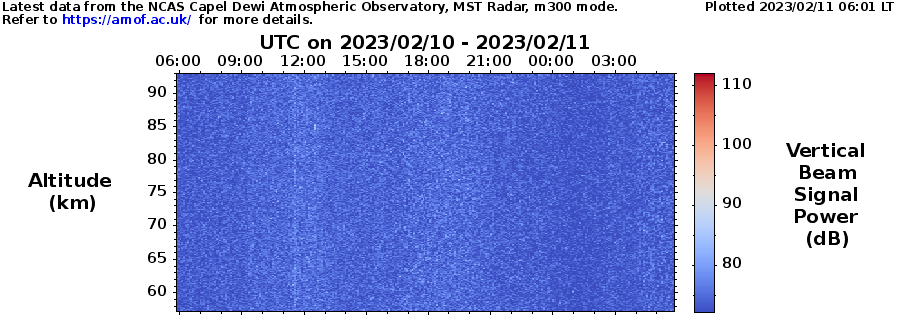 Latest data from the NCAS Capel Dewi Atmospheric Observatory, MST Radar, m300 mode.
Plotted 2023/02/11 06:01 LT
Refer to https://amof.ac.uk/ for more details.
UTC on 2023/02/10 - 2023/02/11
06:00 09:00 12:00 15:00 18:00 21:00 00:00 03:00
90
85
80
75
70
65
60
Altitude
(km)
110
100
90
80
Vertical
Beam
Signal
Power
(dB)